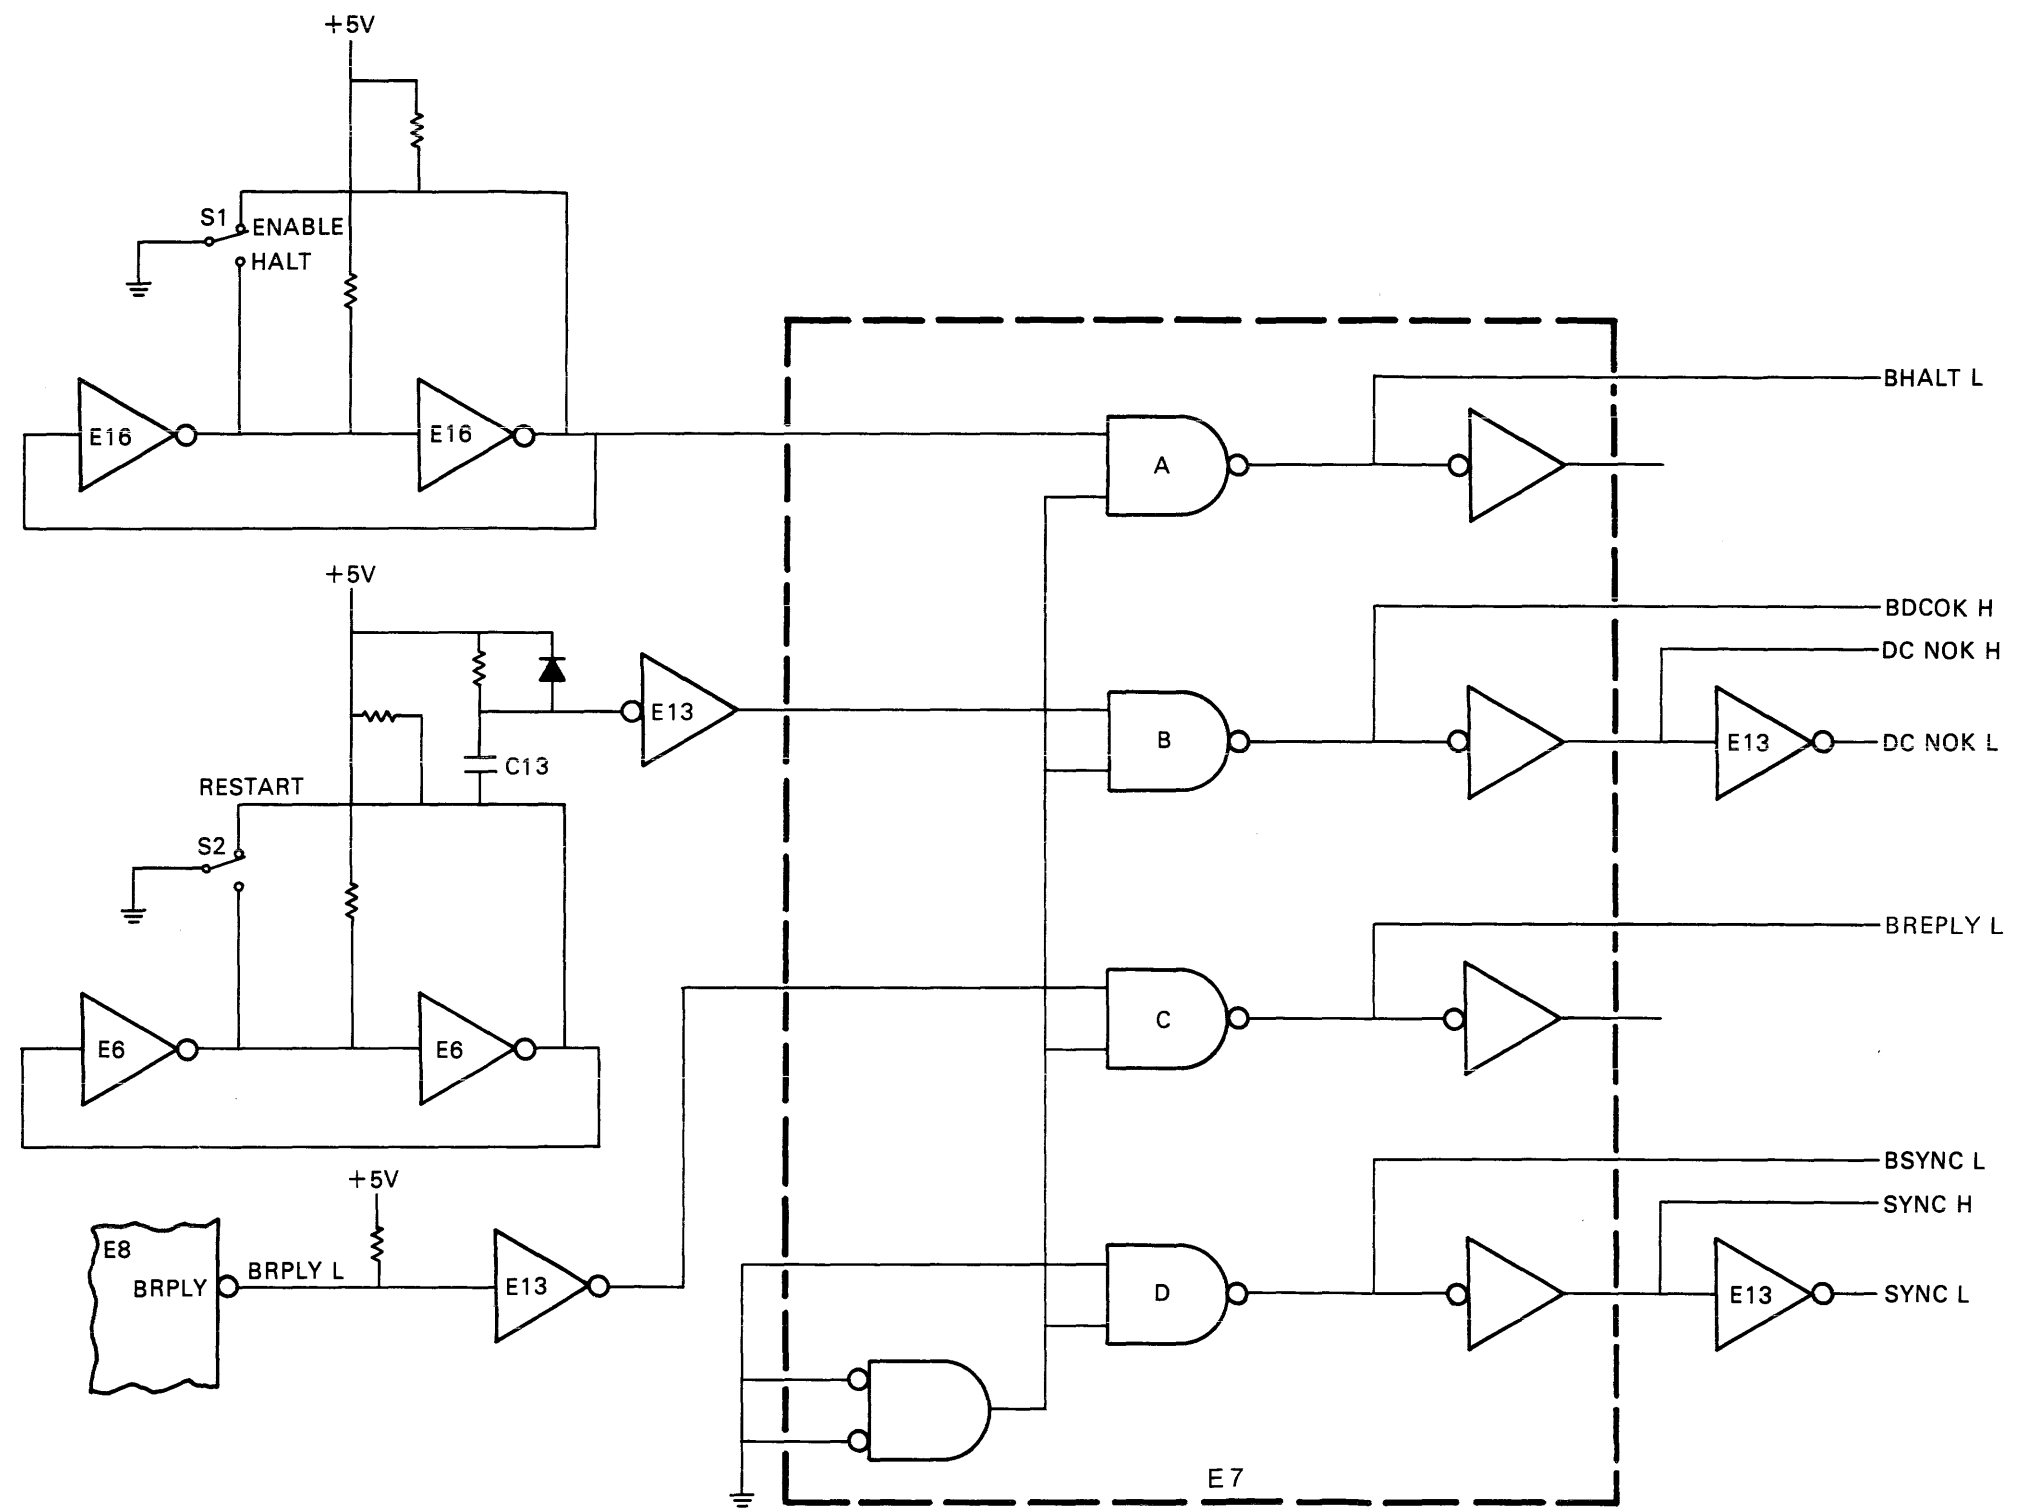 +5V
S1
ENABLE
HALT
E16
E16
A
BHALT L
+5V
E13
C13
RESTART
S2
B
BDCOK H
DC NOK H
E13
DC NOK L
E6
E6
C
BREPLY L
+5V
E8
BRPLY
BRPLY L
E13
D
BSYNC L
SYNC H
E13
SYNC L
E7